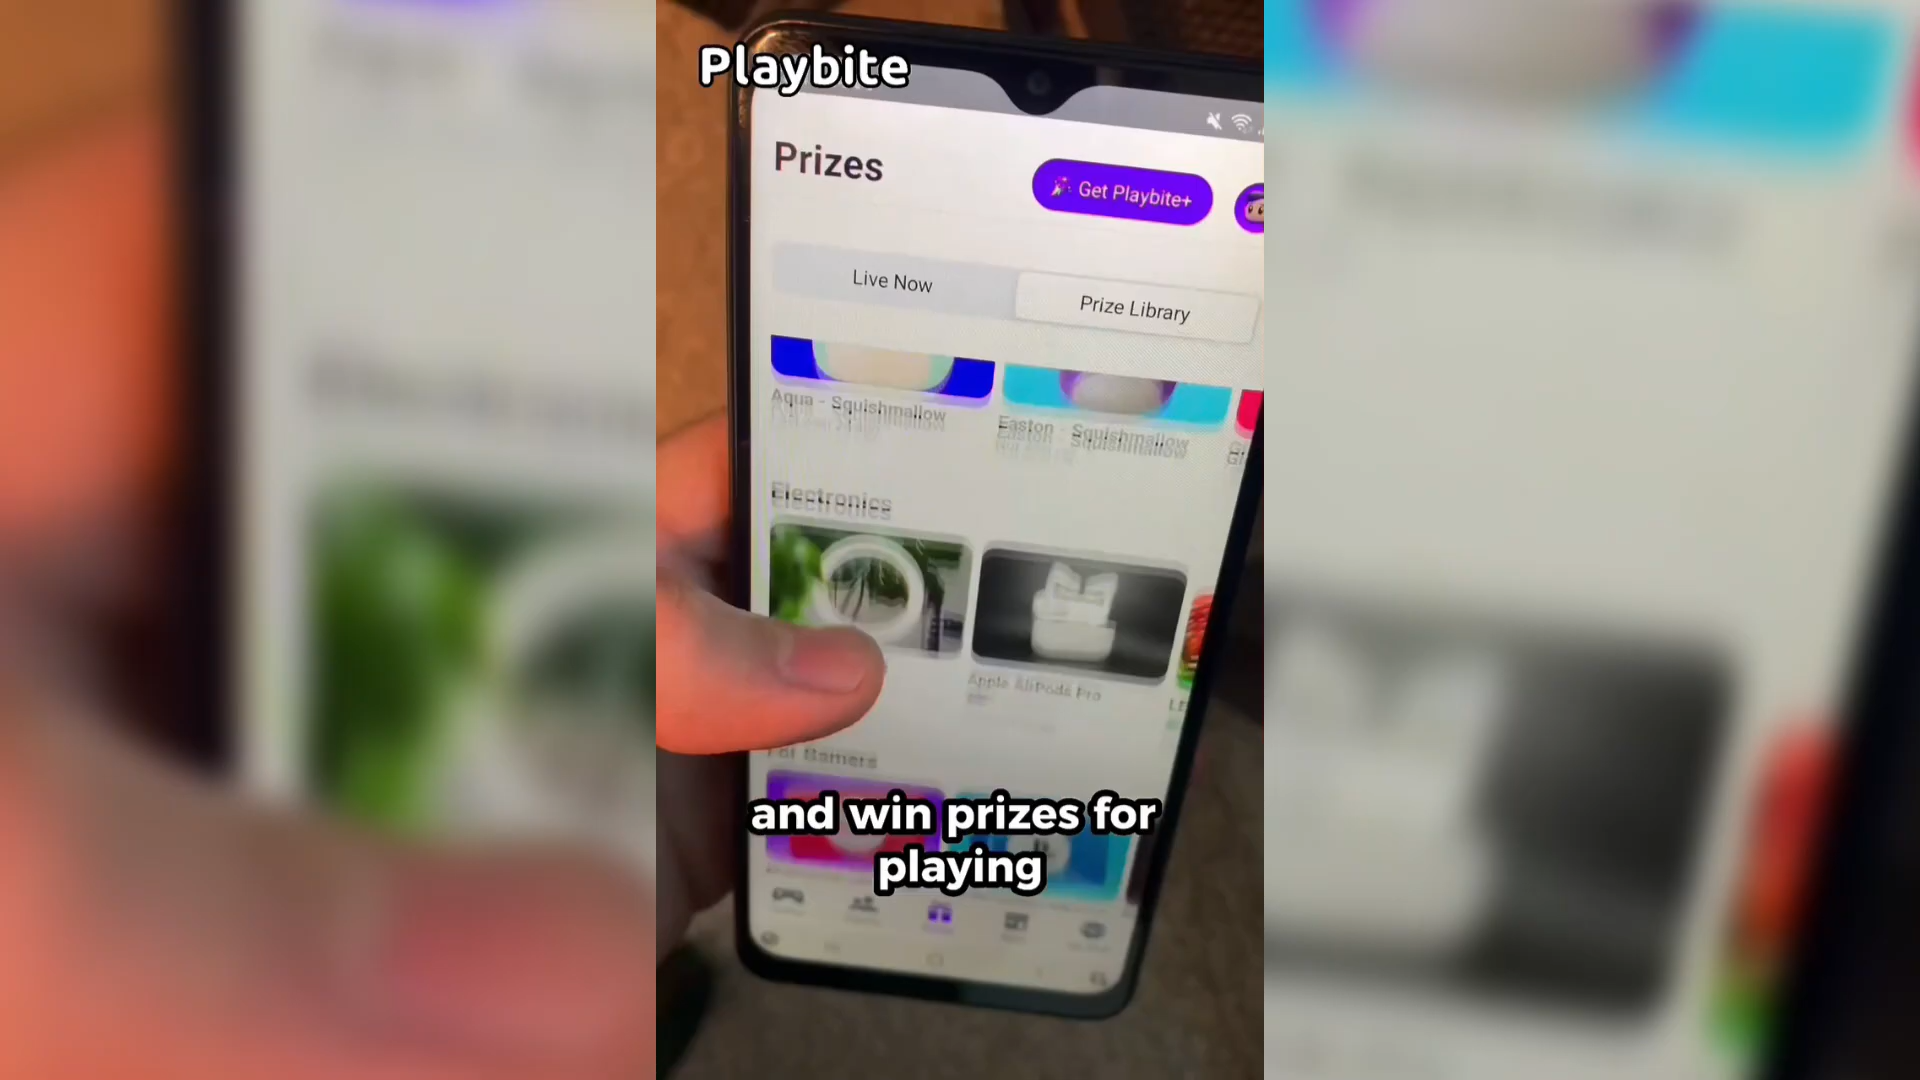 Playbite
Prizes
Get Playbite+
Live Now
Prize Library
Aqua - Squishmallow
Easton - Squishmallow
Electronics
Apple AirPods Pro
and win prizes for
playing